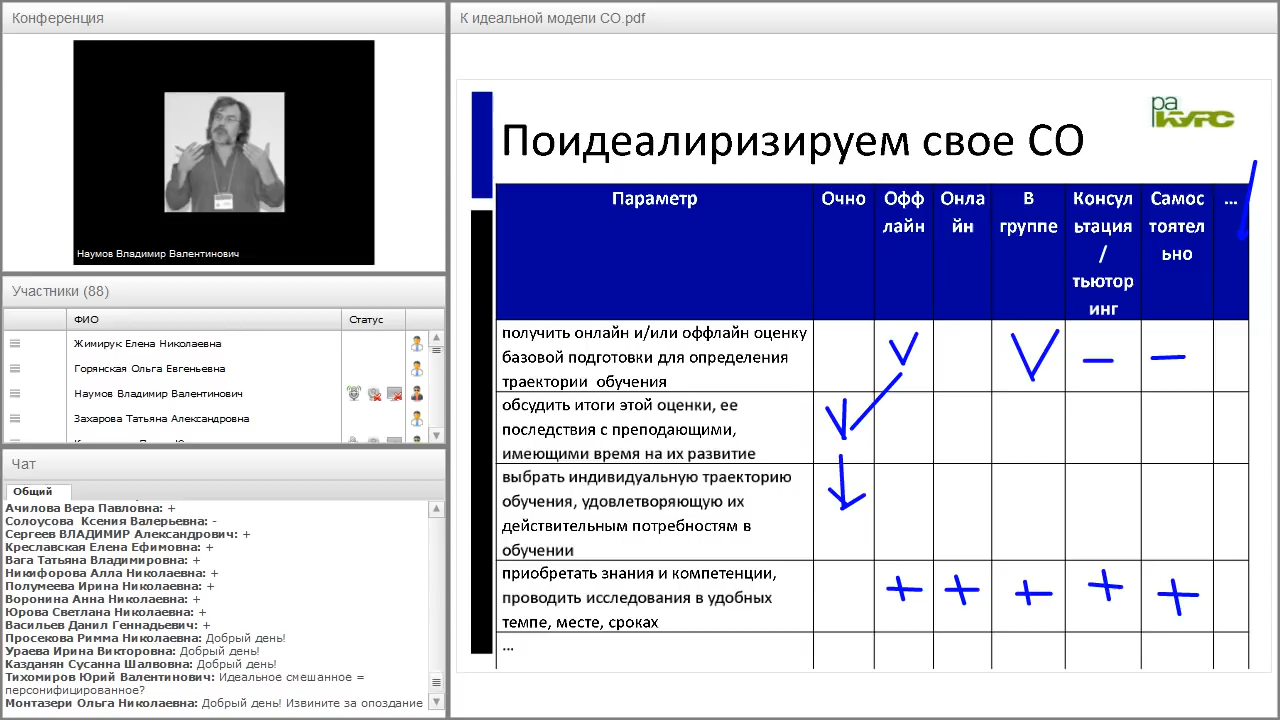 Конференция
Наумов Владимир Валентинович
Участники (88)
ФИО
Статус
Жимирук Елена Николаевна
Горянская Ольга Евгеньевна
Наумов Владимир Валентинович
Захарова Татьяна Александровна
Чат
Общий
Ачилова Вера Павловна: +
Солоусова Ксения Валерьевна: -
Сергеев ВЛАДИМИР Александрович: +
Креславская Елена Ефимовна: +
Вага Татьяна Владимировна: +
Никифорова Алла Николаевна: +
Полумеева Ирина Николаевна: +
Воронина Анна Николаевна: +
Юрова Светлана Николаевна: +
Васильев Данил Геннадьевич: +
Просекова Римма Николаевна: Добрый день!
Ураева Ирина Викторовна: Добрый день!
Казданян Сусанна Шалвовна: Добрый день!
Тихомиров Юрий Валентинович: Идеальное смешанное =
персонифицированное?
Монтазери Ольга Николаевна: Добрый день! Извините за опоздание
К идеальной модели СО.pdf
ра
курс
Поидеалиризируем свое СО
Параметр
Очно
Офф
лайн
Онла
йн
В
группе
Консул
ьтация
/
тьютор
инг
Самос
тоятел
ьно
...
получить онлайн и/или оффлайн оценку
базовой подготовки для определения
траектории обучения
V V – –
обсудить итоги этой оценки, ее
последствия с преподающими,
имеющими время на их развитие
выбрать индивидуальную траекторию
обучения, удовлетворяющую их
действительным потребностям в
обучении
приобретать знания и компетенции,
проводить исследования в удобных
темпе, месте, сроках
+ + + + +
...